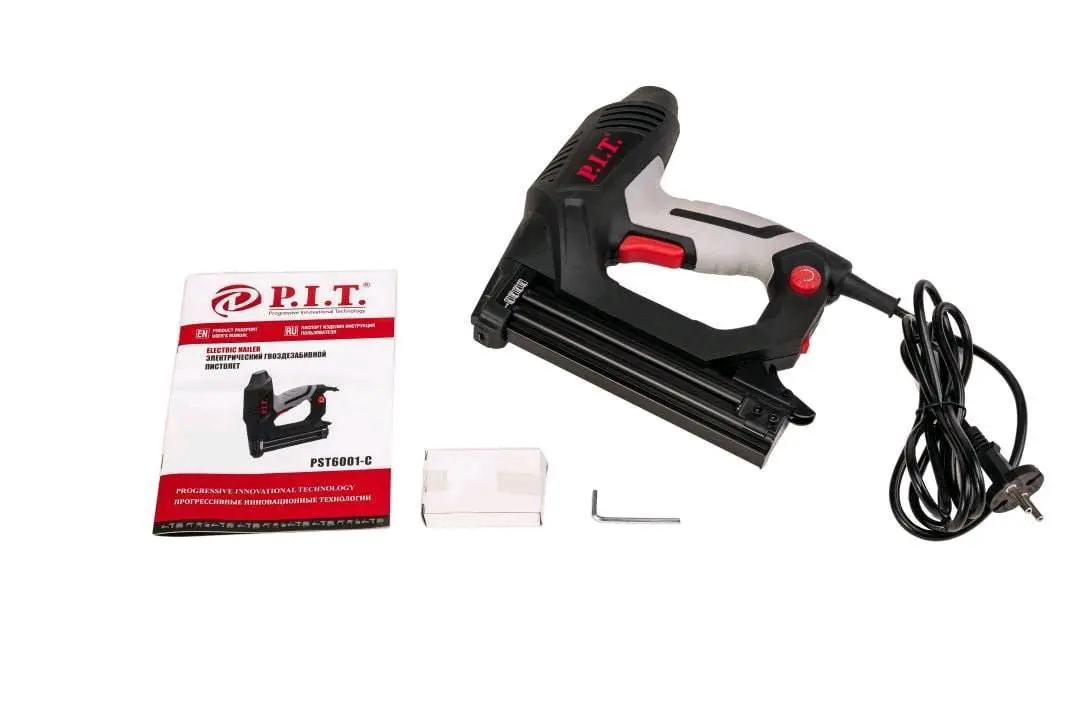 P.I.T.
P.I.T.®
Progressive Innovational Technology
EN PRODUCT PASSPORT
USER'S MANUAL
RU ПАСПОРТ ИЗДЕЛИЯ ИНСТРУКЦИЯ
ПОЛЬЗОВАТЕЛЯ
ELECTRIC NAILER
ЭЛЕКТРИЧЕСКИЙ ГВОЗДЕЗАБИВНОЙ
ПИСТОЛЕТ
P.I.T.
PST6001-C
PROGRESSIVE INNOVATIONAL TECHNOLOGY
ПРОГРЕССИВНЫЕ ИННОВАЦИОННЫЕ ТЕХНОЛОГИИ